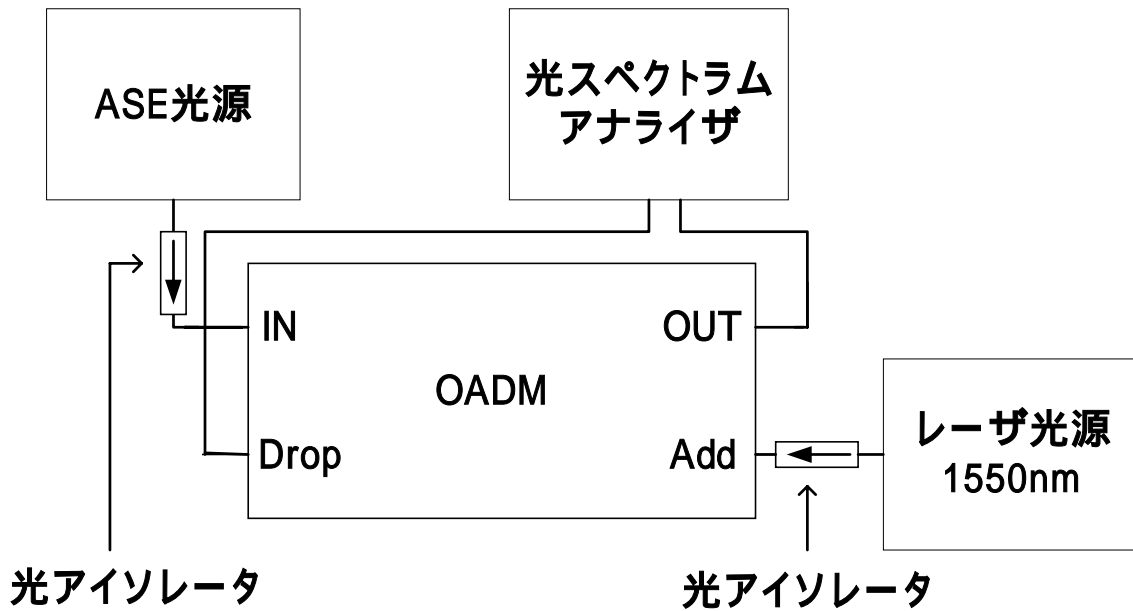 ASE光源
光スペクトラム
アナライザ
IN
OUT
OADM
Drop
Add
レーザ光源
1550nm
光アイソレータ
光アイソレータ